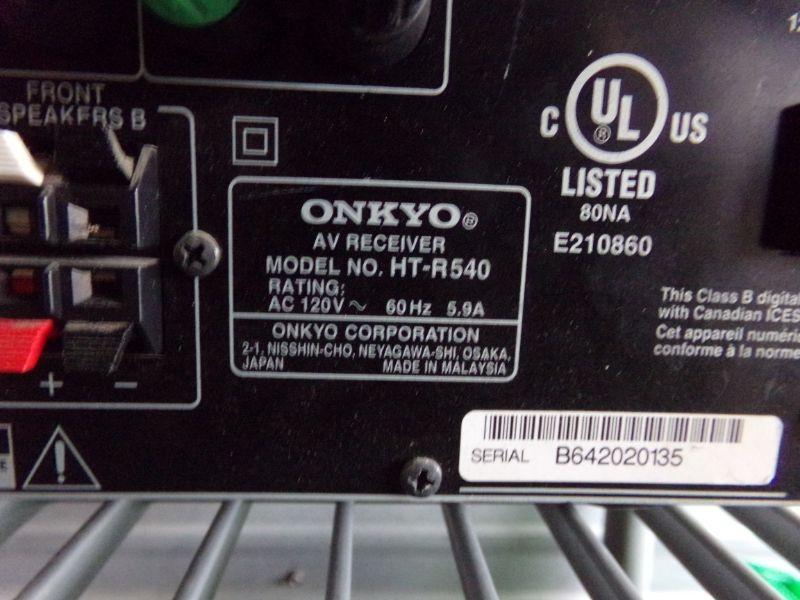 FRONT
SPEAKERS B
+ −
C UL ® US
LISTED
80NA
E210860
ONKYO®
AV RECEIVER
MODEL NO. HT-R540
RATING:
AC 120V ~ 60Hz 5.9A
ONKYO CORPORATION
2-1, NISSHIN-CHO, NEYAGAWA-SHI, OSAKA,
JAPAN MADE IN MALAYSIA
This Class B digital
with Canadian ICES
Cet appareil numériq
conforme à la norme
SERIAL B642020135